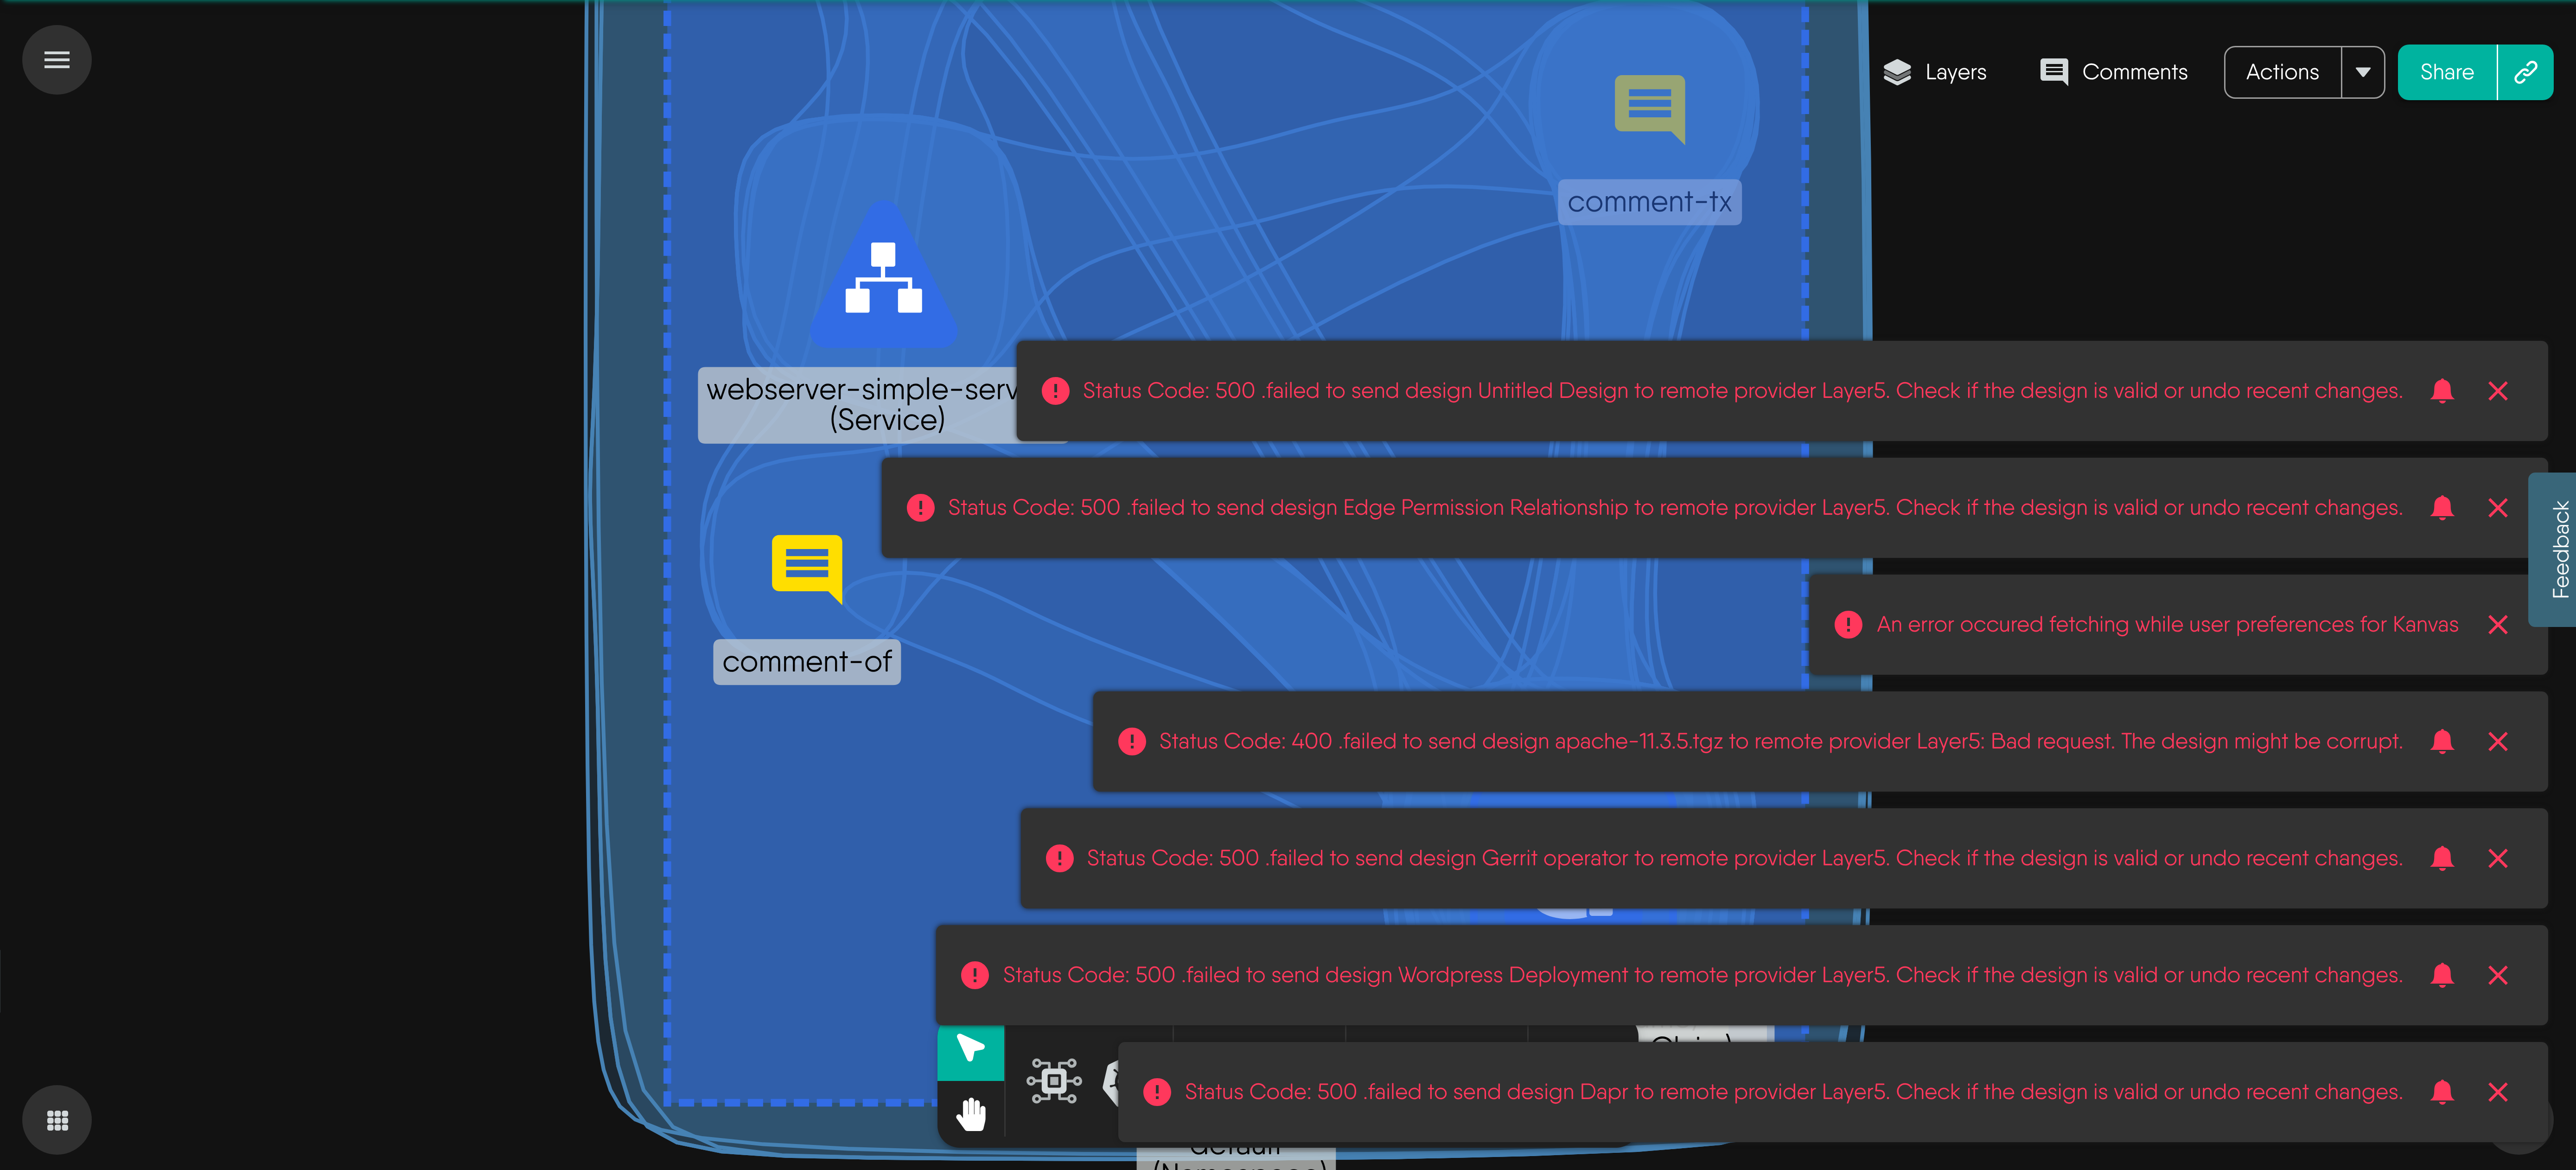 Layers
Comments
Actions
Share
comment-tx
webserver-simple-serv
(Service)
Status Code: 500 .failed to send design Untitled Design to remote provider Layer5. Check if the design is valid or undo recent changes.
Status Code: 500 .failed to send design Edge Permission Relationship to remote provider Layer5. Check if the design is valid or undo recent changes.
Feedback
An error occured fetching while user preferences for Kanvas
comment-of
Status Code: 400 .failed to send design apache-11.3.5.tgz to remote provider Layer5: Bad request. The design might be corrupt.
Status Code: 500 .failed to send design Gerrit operator to remote provider Layer5. Check if the design is valid or undo recent changes.
Status Code: 500 .failed to send design Wordpress Deployment to remote provider Layer5. Check if the design is valid or undo recent changes.
Status Code: 500 .failed to send design Dapr to remote provider Layer5. Check if the design is valid or undo recent changes.
default
(Namespace)